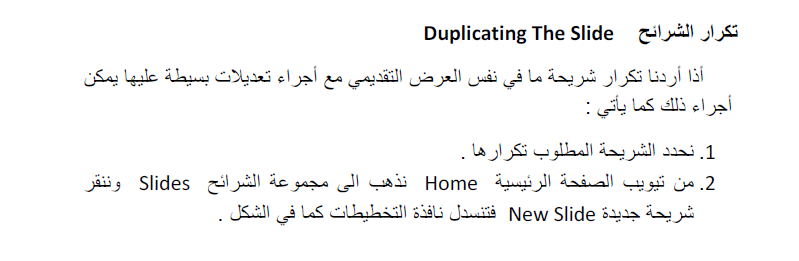 تكرار الشرائح Duplicating The Slide
أذا أردنا تكرار شريحة ما في نفس العرض التقديمي مع أجراء تعديلات بسيطة عليها يمكن
أجراء ذلك كما يأتي :
1. نحدد الشريحة المطلوب تكرارها .
2. من تيويب الصفحة الرئيسية Home نذهب الى مجموعة الشرائح Slides وننقر
شريحة جديدة New Slide فتنسدل نافذة التخطيطات كما في الشكل .